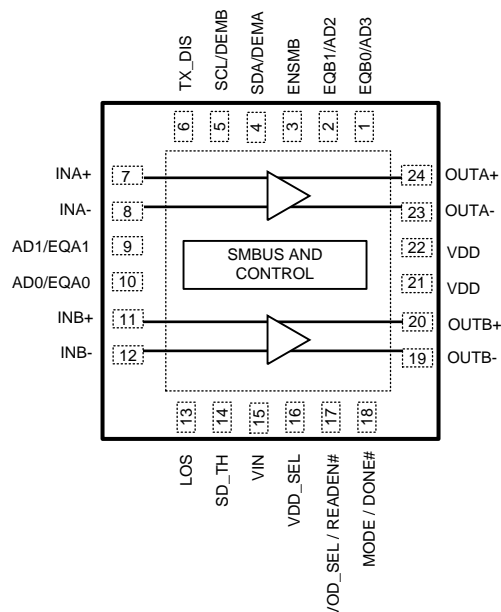 TX_DIS
SCL/DEMB
SDA/DEMA
ENSMB
EQB1/AD2
EQB0/AD3
6
5
4
3
2
1
INA+
7
24
OUTA+
INA-
8
23
OUTA-
AD1/EQA1
9
22
VDD
AD0/EQA0
10
21
VDD
SMBUS AND
CONTROL
INB+
11
20
OUTB+
INB-
12
19
OUTB-
13
14
15
16
17
18
LOS
SD_TH
VIN
VDD_SEL
/OD_SEL / READEN#
MODE / DONE#